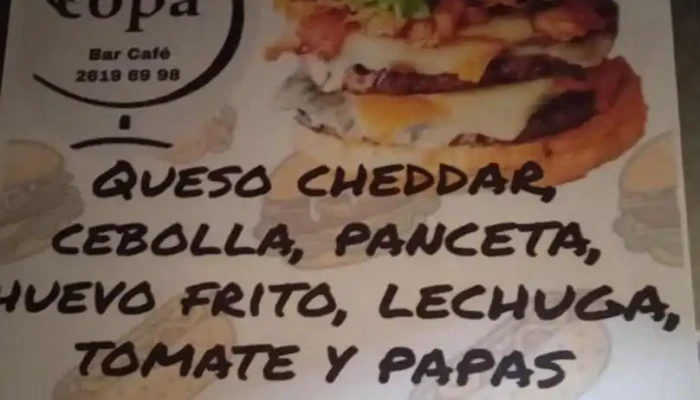 copa
Bar Café
2619 69 98
QUESO CHEDDAR,
CEBOLLA, PANCETA,
HUEVO FRITO, LECHUGA,
TOMATE Y PAPAS